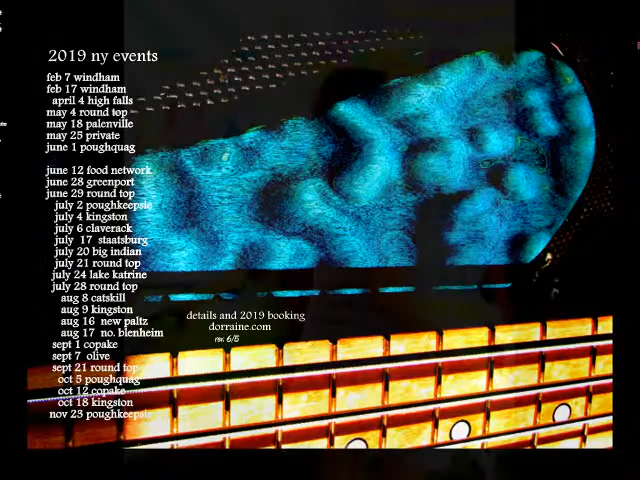 2019 ny events
feb 7 windham
feb 17 windham
april 4 high falls
may 4 round top
may 18 palenville
may 25 private
june 1 poughquag
june 12 food network
june 28 greenport
june 29 round top
july 2 poughkeepsie
july 4 kingston
july 6 claverack
july 17 staatsburg
july 20 big indian
july 21 round top
july 24 lake katrine
july 28 round top
aug 8 catskill
aug 9 kingston
aug 16 new paltz
aug 17 no. blenheim
sept 1 copake
sept 7 olive
sept 21 round top
oct 5 poughquag
oct 12 copake
oct 18 kingston
nov 23 poughkeepsie
details and 2019 booking
dorraine.com
rev. 6/5